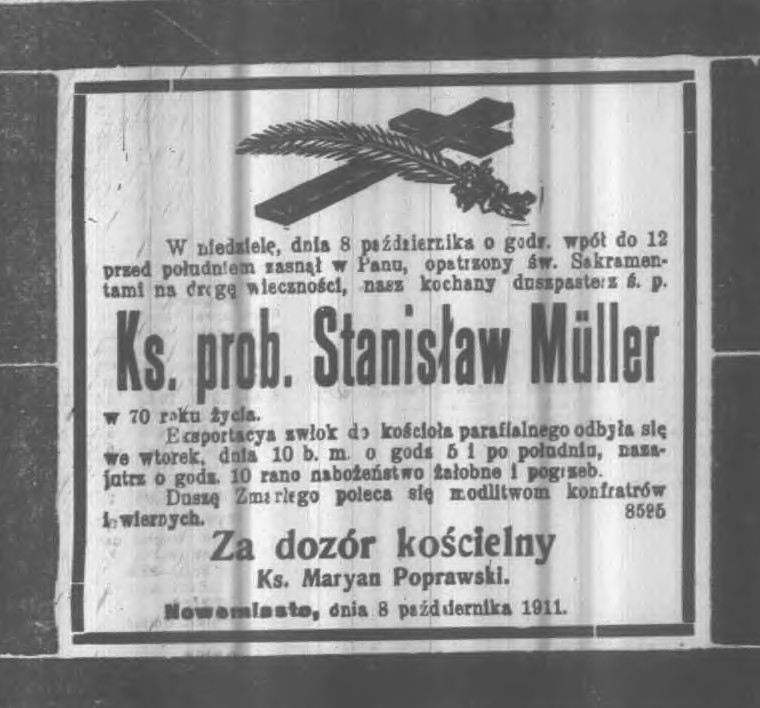 W niedzielę, dnia 8 października o godz. wpół do 12
przed południem zasnął w Panu, opatrzony św. Sakramen-
tami na drogę wieczności, nasz kochany duszpasterz ś. p.
Ks. prob. Stanisław Müller
w 70 roku życia.
Eksportacya zwłok do kościoła parafialnego odbyła się
we wtorek, dnia 10 b. m. o godz 5 i po południu, naza-
jutrz o godz. 10 rano nabożeństwo żałobne i pogrzeb.
Duszę Zmarłego poleca się modlitwom konfratrów
i wiernych. 8595
Za dozór kościelny
Ks. Maryan Poprawski.
Nowemiasto, dnia 8 października 1911.